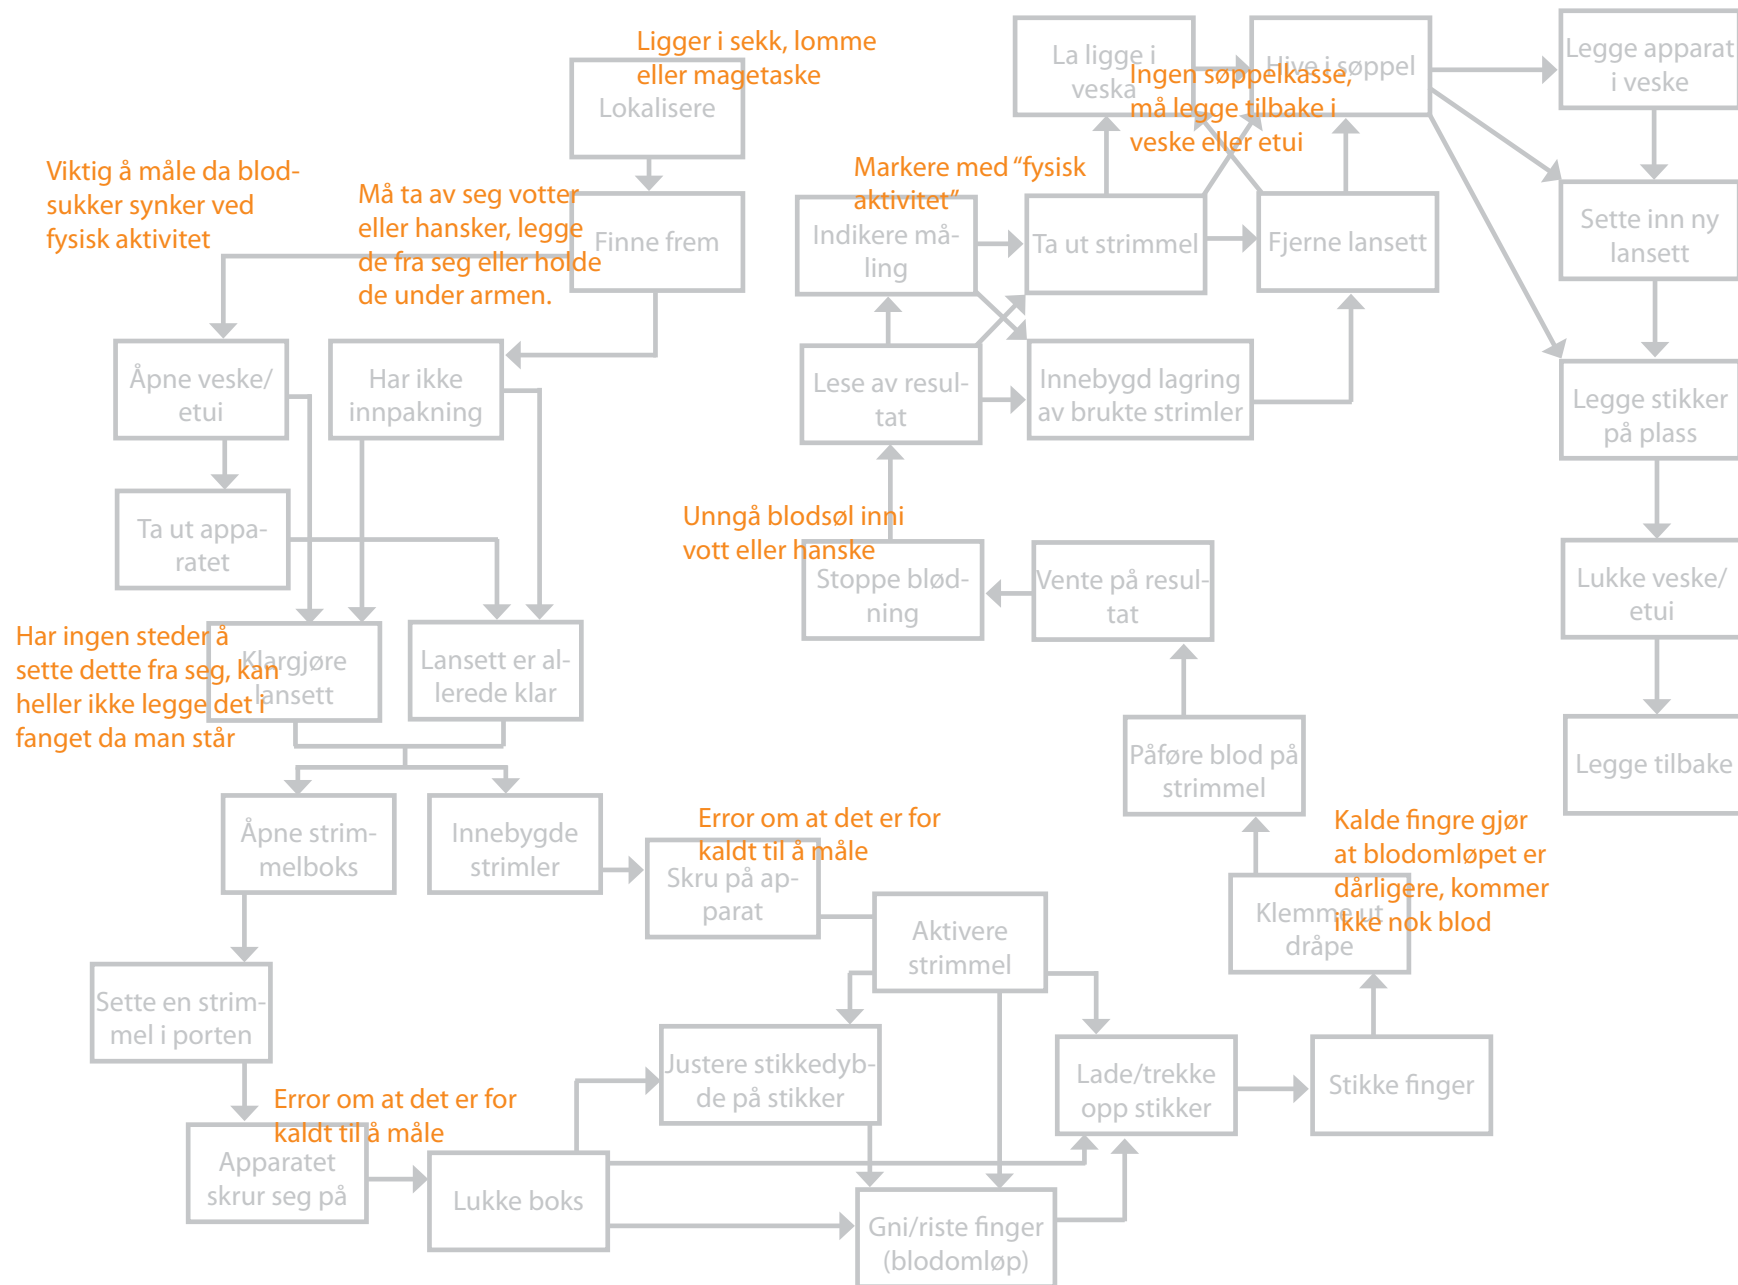 Ligger i sekk, lomme
eller magetaske
Lokalisere
La ligge i
veska
Hive i søppel
Ingen søppelkasse,
må legge tilbake i
veske eller etui
Legge apparat
i veske
Viktig å måle da blod-
sukker synker ved
fysisk aktivitet
Må ta av seg votter
eller hansker, legge
de fra seg eller holde
de under armen.
Finne frem
Markere med “fysisk
aktivitet”
Indikere må-
ling
Ta ut strimmel
Fjerne lansett
Sette inn ny
lansett
Åpne veske/
etui
Har ikke
innpakning
Lese av resul-
tat
Innebygd lagring
av brukte strimler
Legge stikker
på plass
Ta ut appa-
ratet
Unngå blodsøl inni
vott eller hanske
Stoppe blød-
ning
Vente på resul-
tat
Lukke veske/
etui
Har ingen steder å
sette dette fra seg, kan
heller ikke legge det i
fanget da man står
Klargjøre
lansett
Lansett er al-
lerede klar
Påføre blod på
strimmel
Legge tilbake
Åpne strim-
melboks
Innebygde
strimler
Error om at det er for
kaldt til å måle
Skru på ap-
parat
Aktivere
strimmel
Kalde fingre gjør
at blodomløpet er
dårligere, kommer
ikke nok blod
Klemme ut
dråpe
Sette en strim-
mel i porten
Justere stikkedyb-
de på stikker
Lade/trekke
opp stikker
Stikke finger
Error om at det er for
kaldt til å måle
Apparatet
skrur seg på
Lukke boks
Gni/riste finger
(blodomløp)